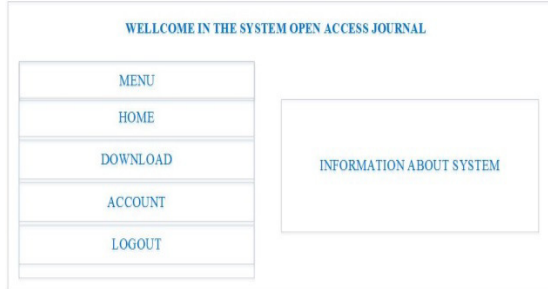 WELLCOME IN THE SYSTEM OPEN ACCESS JOURNAL
MENU
HOME
DOWNLOAD
ACCOUNT
LOGOUT
INFORMATION ABOUT SYSTEM